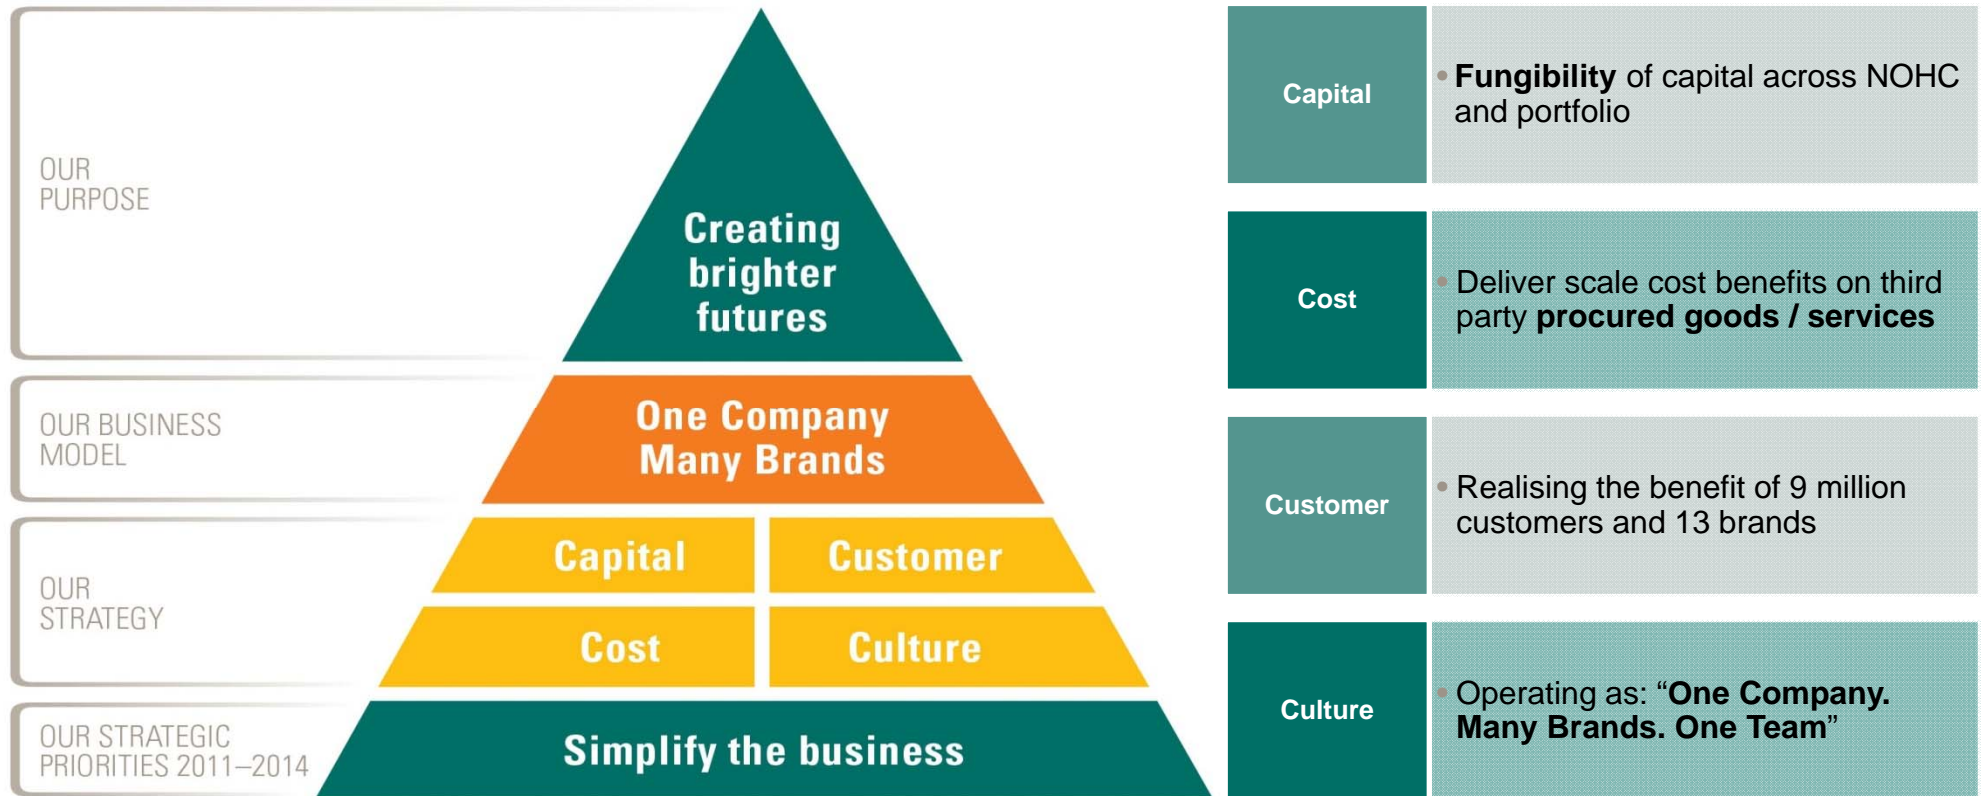 OUR
PURPOSE
Creating
brighter
futures
OUR BUSINESS
MODEL
One Company
Many Brands
OUR
STRATEGY
Capital
Customer
Cost
Culture
OUR STRATEGIC
PRIORITIES 2011–2014
Simplify the business
Capital
• Fungibility of capital across NOHC
and portfolio
Cost
• Deliver scale cost benefits on third
party procured goods / services
Customer
• Realising the benefit of 9 million
customers and 13 brands
Culture
• Operating as: “One Company.
Many Brands. One Team”